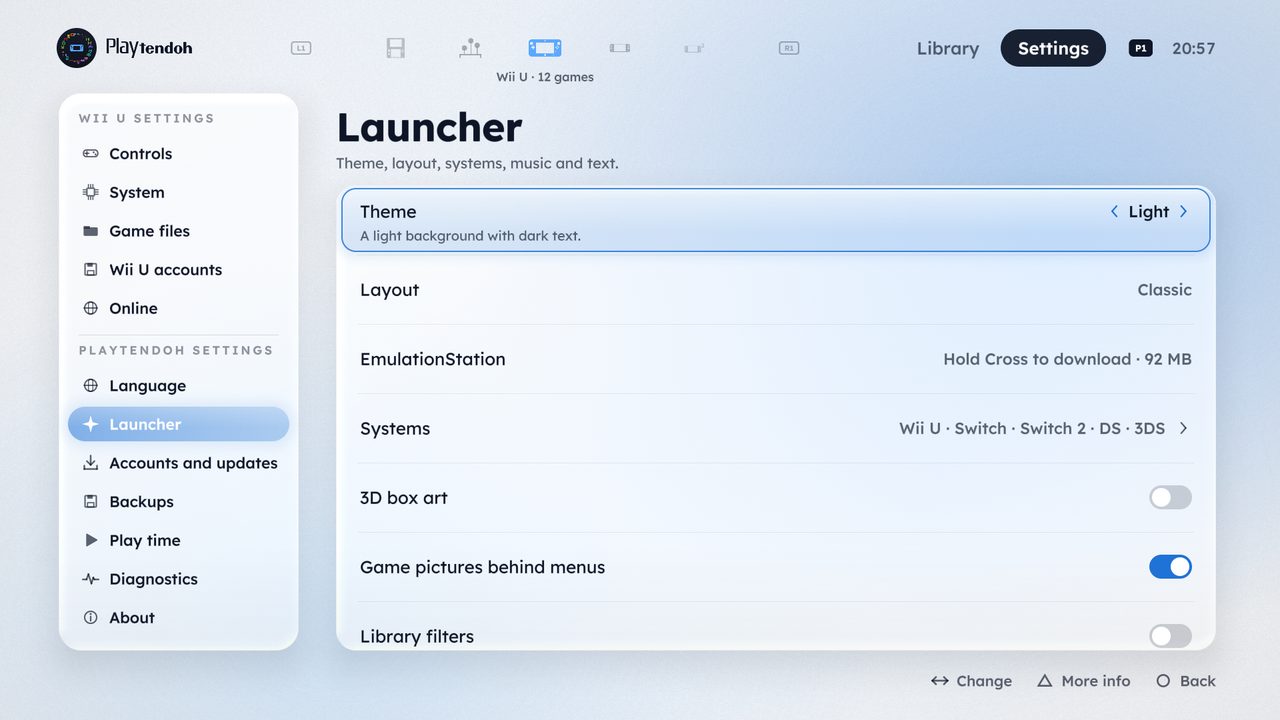 Playtendoh
L1
R1
Library
Settings
P1
20:57
Wii U · 12 games
WII U SETTINGS
Controls
System
Game files
Wii U accounts
Online
PLAYTENDOH SETTINGS
Language
Launcher
Accounts and updates
Backups
Play time
Diagnostics
About
Launcher
Theme, layout, systems, music and text.
Theme
Light
A light background with dark text.
Layout
Classic
EmulationStation
Hold Cross to download · 92 MB
Systems
Wii U · Switch · Switch 2 · DS · 3DS
3D box art
Game pictures behind menus
Library filters
Change
More info
Back